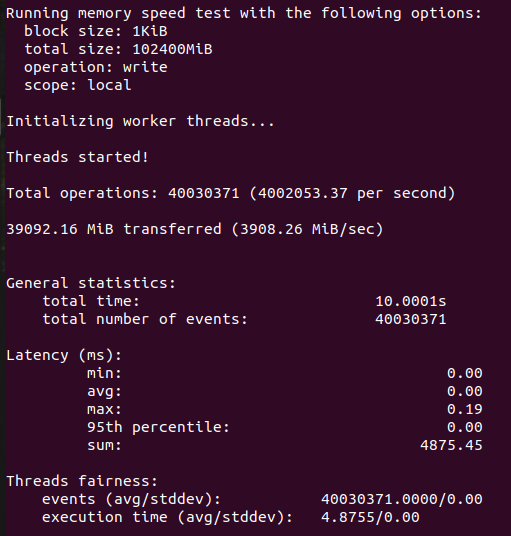 Running memory speed test with the following options:
  block size: 1KiB
  total size: 102400MiB
  operation: write
  scope: local

Initializing worker threads...

Threads started!

Total operations: 40030371 (4002053.37 per second)

39092.16 MiB transferred (3908.26 MiB/sec)


General statistics:
    total time:                          10.0001s
    total number of events:              40030371

Latency (ms):
         min:                                    0.00
         avg:                                    0.00
         max:                                    0.19
         95th percentile:                        0.00
         sum:                                 4875.45

Threads fairness:
    events (avg/stddev):           40030371.0000/0.00
    execution time (avg/stddev):   4.8755/0.00